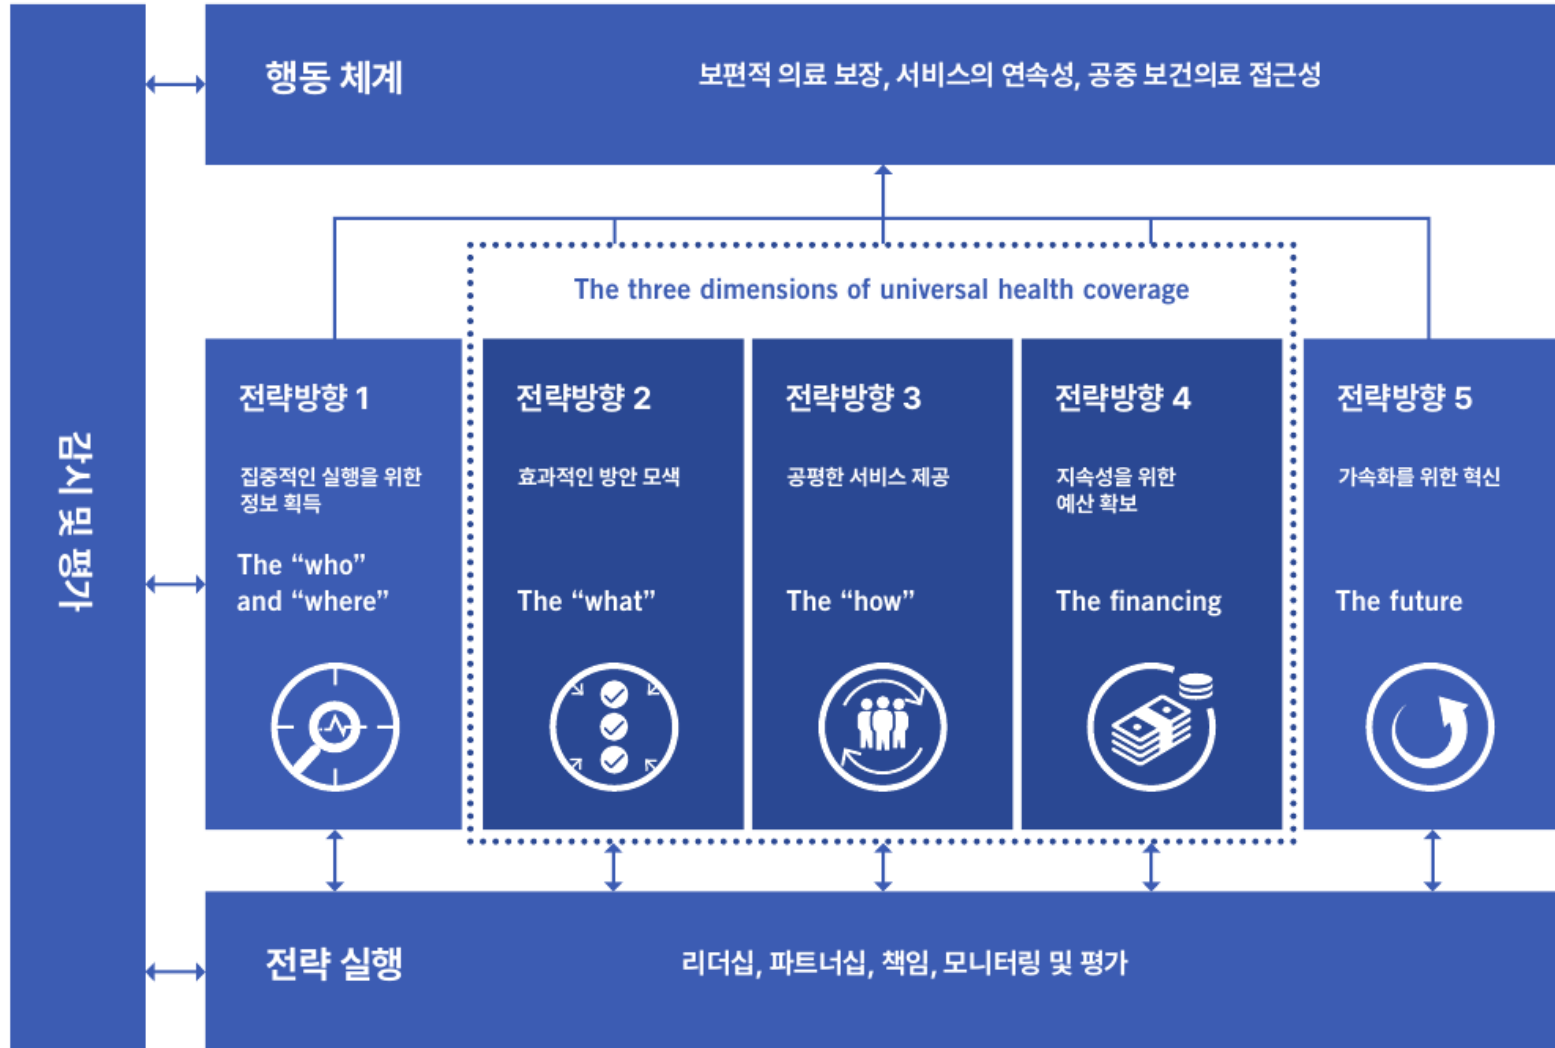 감시 및 평가
행동 체계
보편적 의료 보장, 서비스의 연속성, 공중 보건의료 접근성
The three dimensions of universal health coverage
전략방향 1
집중적인 실행을 위한
정보 획득
The “who”
and “where”
전략방향 2
효과적인 방안 모색
The “what”
전략방향 3
공평한 서비스 제공
The “how”
전략방향 4
지속성을 위한
예산 확보
The financing
전략방향 5
가속화를 위한 혁신
The future
전략 실행
리더십, 파트너십, 책임, 모니터링 및 평가